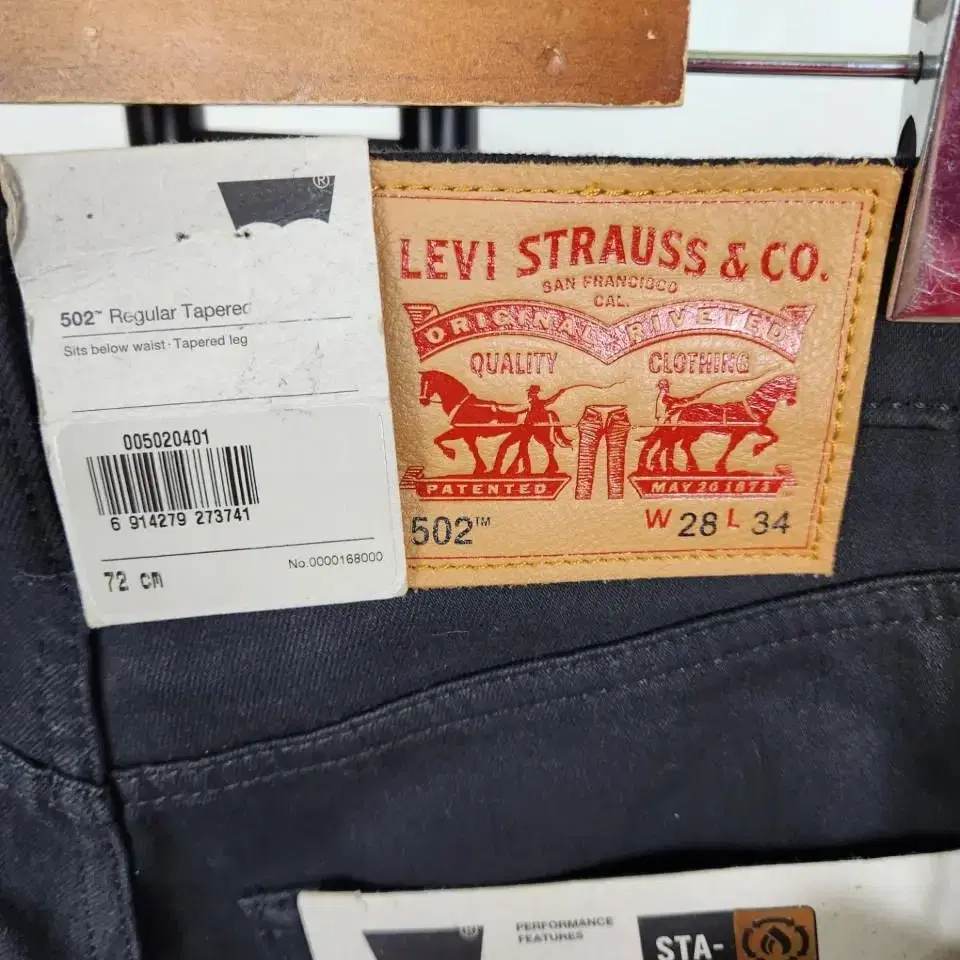 ®
502™ Regular Tapered
Sits below waist · Tapered leg
005020401
6 914279 273741
No.0000168000
72 cm
LEVI STRAUSS & CO.
SAN FRANCISCO
CAL.
ORIGINAL RIVETED
QUALITY CLOTHING
PATENTED MAY 20 1873
502™ W 28 L 34
®
PERFORMANCE
FEATURES
STA-